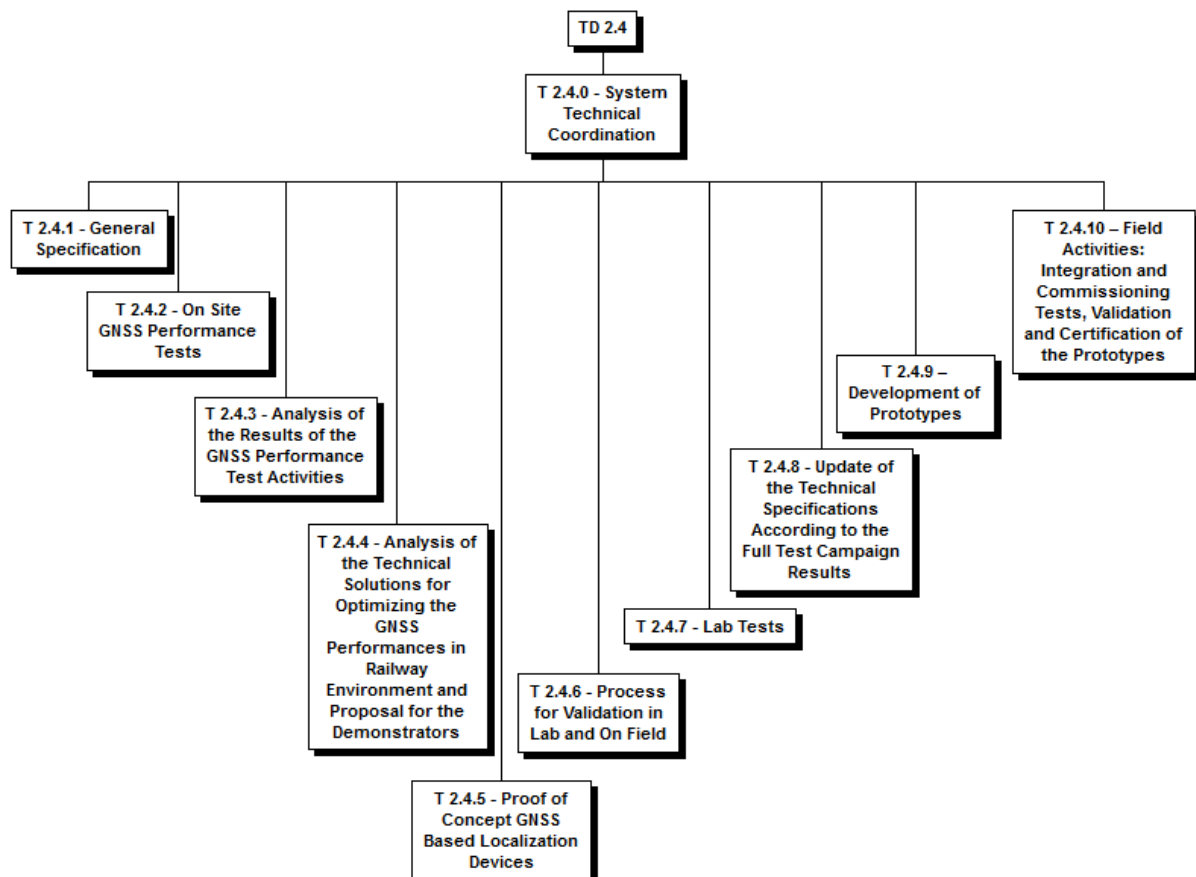 TD 2.4
T 2.4.0 - System
Technical
Coordination
T 2.4.1 - General
Specification
T 2.4.2 - On Site
GNSS Performance
Tests
T 2.4.3 - Analysis of
the Results of the
GNSS Performance
Test Activities
T 2.4.4 - Analysis of
the Technical
Solutions for
Optimizing the
GNSS
Performances in
Railway
Environment and
Proposal for the
Demonstrators
T 2.4.5 - Proof of
Concept GNSS
Based Localization
Devices
T 2.4.6 - Process
for Validation in
Lab and On Field
T 2.4.7 - Lab Tests
T 2.4.8 - Update of
the Technical
Specifications
According to the
Full Test Campaign
Results
T 2.4.9 –
Development of
Prototypes
T 2.4.10 – Field
Activities:
Integration and
Commissioning
Tests, Validation
and Certification of
the Prototypes